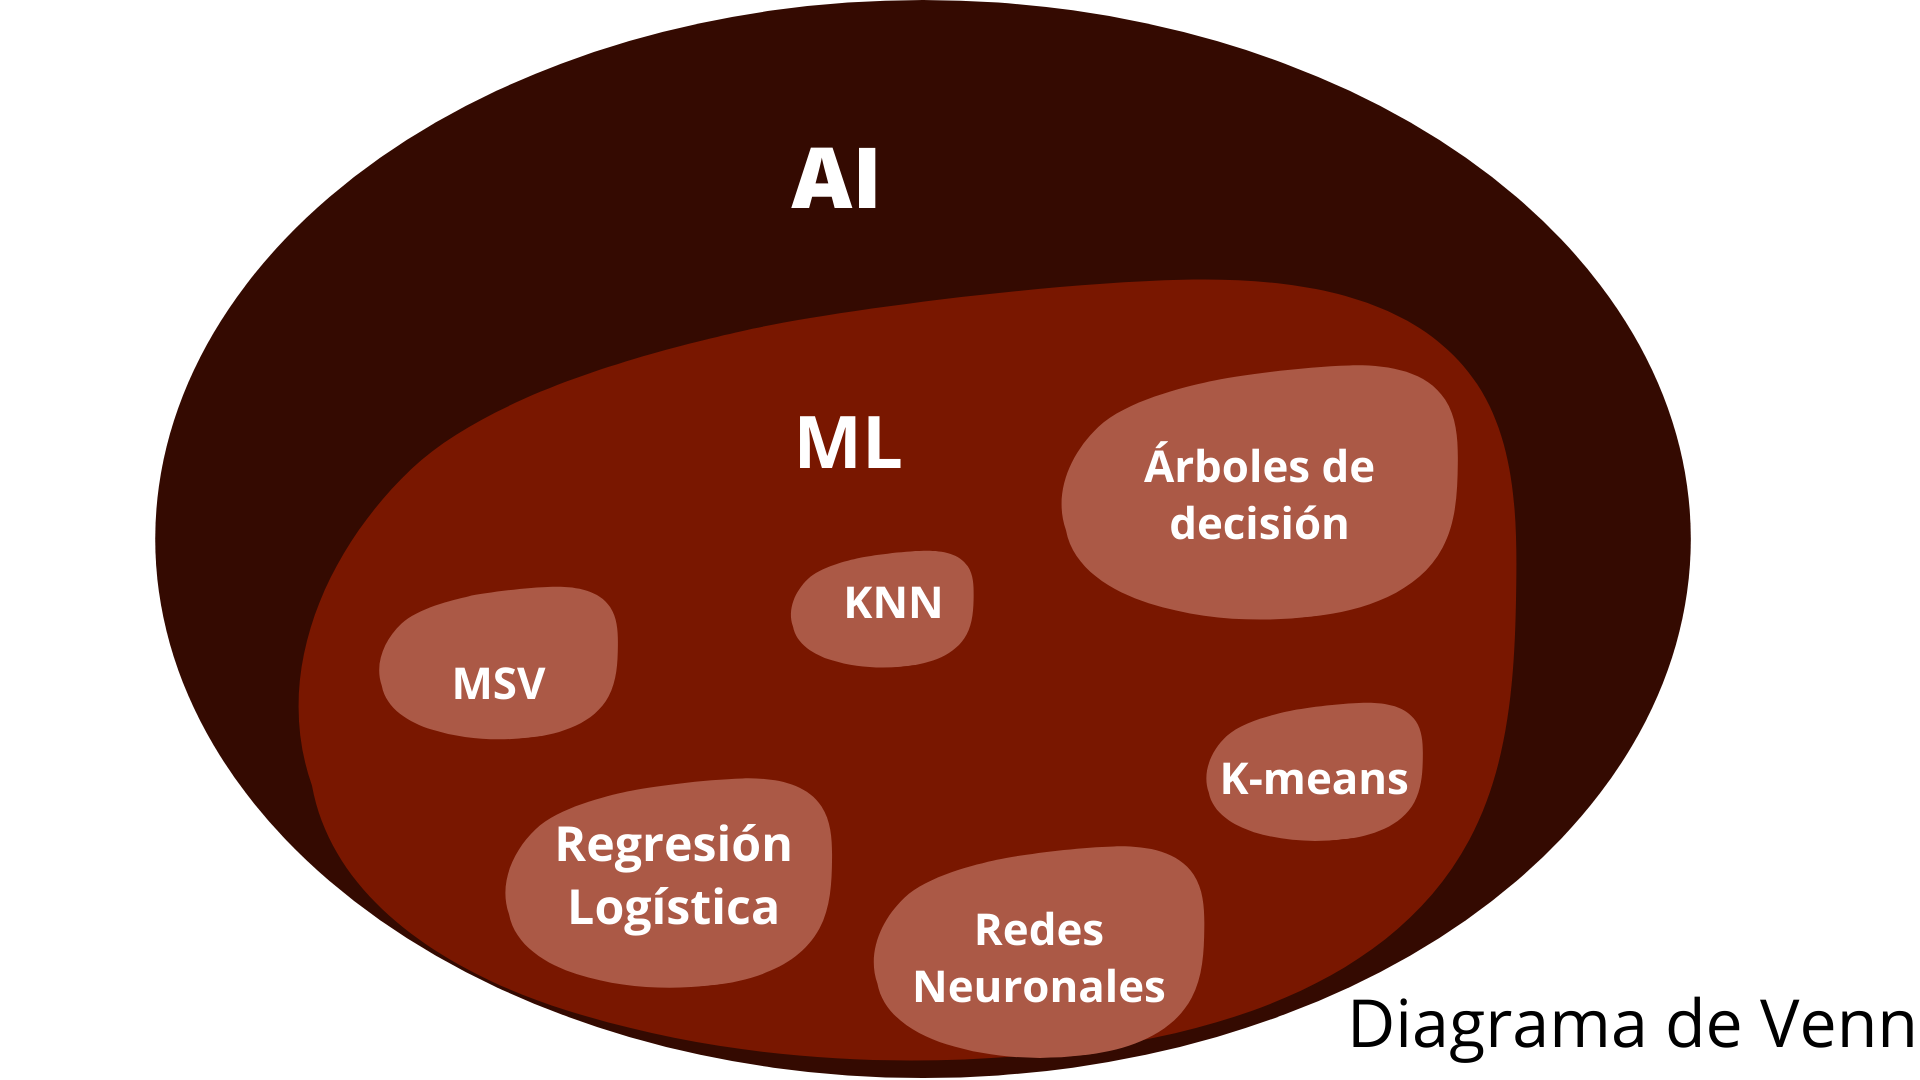 AI
ML
Árboles de
decisión
KNN
MSV
K-means
Regresión
Logística
Redes
Neuronales
Diagrama de Venn